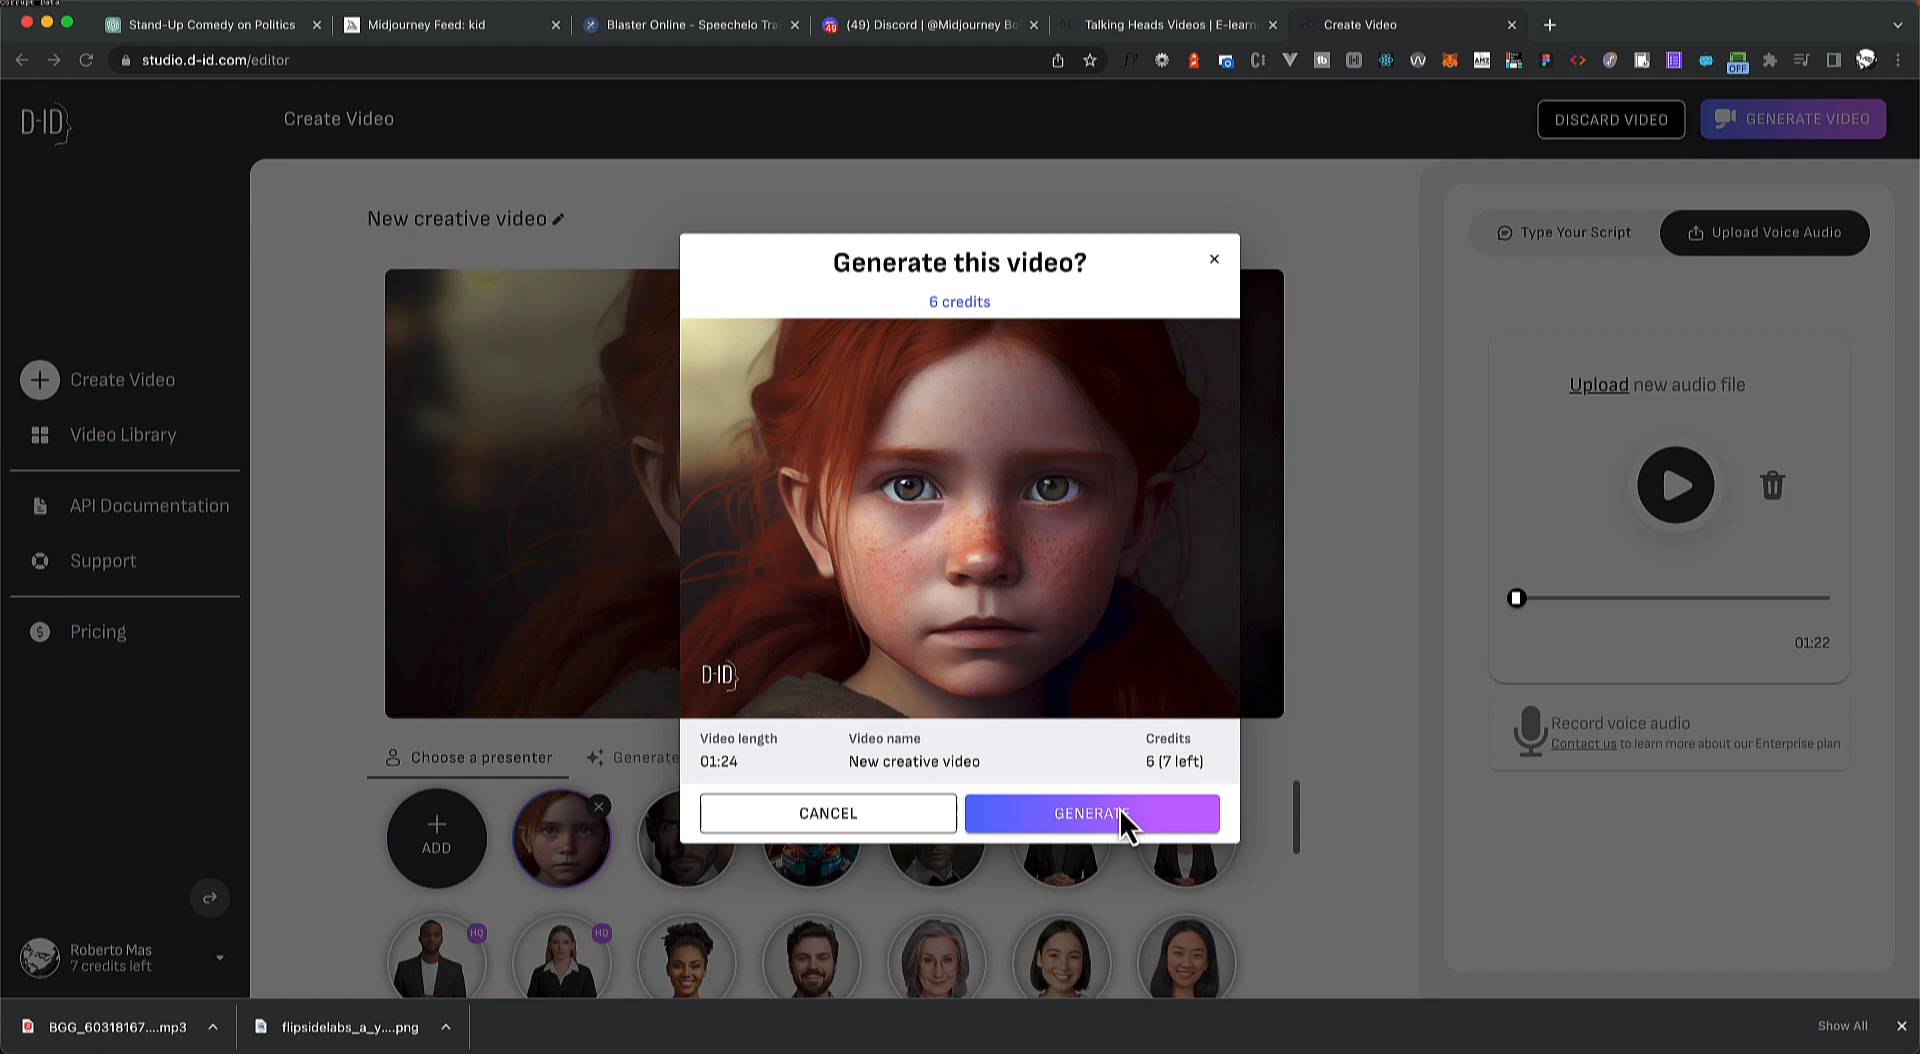 Corrupt Data
Stand-Up Comedy on Politics
Midjourney Feed: kid
Blaster Online - Speechelo Tra
(49) Discord | @Midjourney Bo
Talking Heads Videos | E-learn
Create Video
studio.d-id.com/editor
OFF
D-ID
Create Video
DISCARD VIDEO
GENERATE VIDEO
New creative video
Type Your Script
Upload Voice Audio
Generate this video?
6 credits
Create Video
Video Library
API Documentation
Support
Pricing
Upload new audio file
01:22
Record voice audio
Contact us to learn more about our Enterprise plan
D-ID
Video length
Video name
Credits
01:24
New creative video
6 (7 left)
CANCEL
GENERATE
Choose a presenter
Generate
ADD
HQ
HQ
Roberto Mas
7 credits left
BGG_60318167....mp3
flipsidelabs_a_y....png
Show All